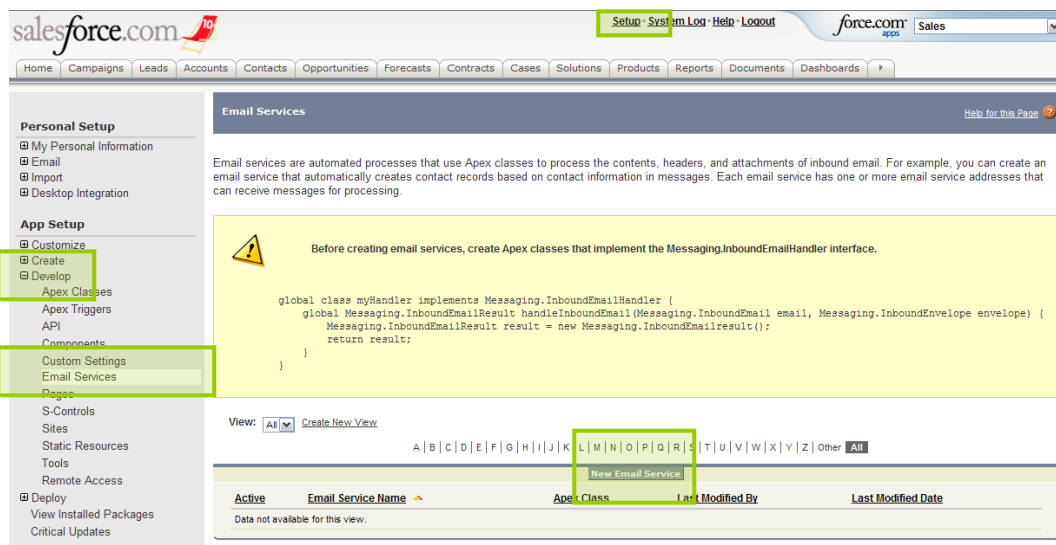 salesforce.com 10
Setup · System Log · Help · Logout
force.com apps
Sales
Home Campaigns Leads Accounts Contacts Opportunities Forecasts Contracts Cases Solutions Products Reports Documents Dashboards
Personal Setup
My Personal Information
Email
Import
Desktop Integration
App Setup
Customize
Create
Develop
Apex Classes
Apex Triggers
API
Components
Custom Settings
Email Services
Pages
S-Controls
Sites
Static Resources
Tools
Remote Access
Deploy
View Installed Packages
Critical Updates
Email Services
Help for this Page ?
Email services are automated processes that use Apex classes to process the contents, headers, and attachments of inbound email. For example, you can create an
email service that automatically creates contact records based on contact information in messages. Each email service has one or more email service addresses that
can receive messages for processing.
Before creating email services, create Apex classes that implement the Messaging.InboundEmailHandler interface.
global class myHandler implements Messaging.InboundEmailHandler {
global Messaging.InboundEmailResult handleInboundEmail(Messaging.InboundEmail email, Messaging.InboundEnvelope envelope) {
Messaging.InboundEmailResult result = new Messaging.InboundEmailresult();
return result;
}
}
View: All Create New View
A | B | C | D | E | F | G | H | I | J | K | L | M | N | O | P | Q | R | S | T | U | V | W | X | Y | Z | Other All
New Email Service
Active Email Service Name Apex Class Last Modified By Last Modified Date
Data not available for this view.